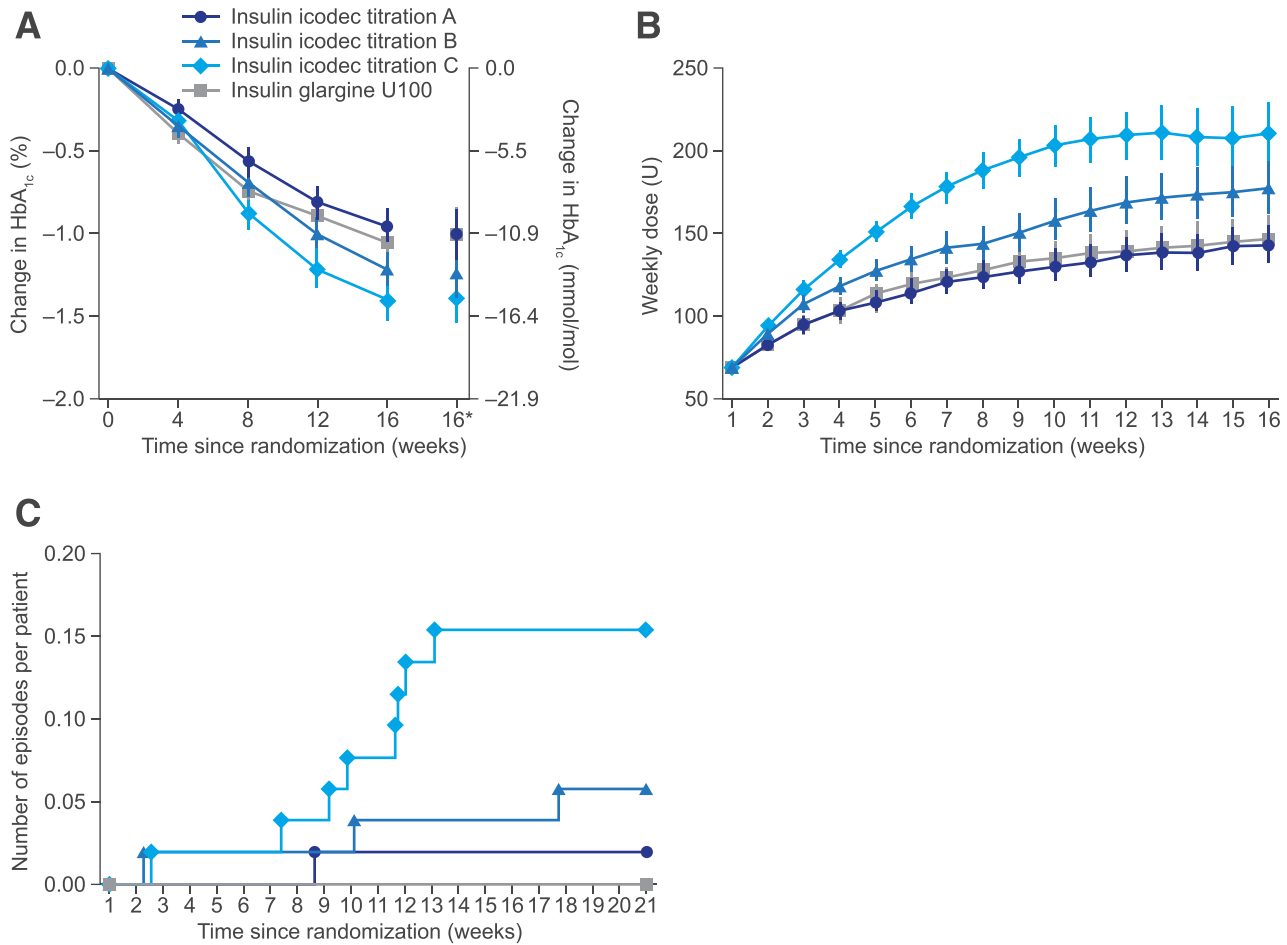 A
Insulin icodec titration A
Insulin icodec titration B
Insulin icodec titration C
Insulin glargine U100
Change in HbA1c (%)
0.0
–0.5
–1.0
–1.5
–2.0
0 4 8 12 16 16*
Time since randomization (weeks)
0.0
–5.5
–10.9
–16.4
–21.9
Change in HbA1c (mmol/mol)
B
Weekly dose (U)
250
200
150
100
50
1 2 3 4 5 6 7 8 9 10 11 12 13 14 15 16
Time since randomization (weeks)
C
Number of episodes per patient
0.20
0.15
0.10
0.05
0.00
1 2 3 4 5 6 7 8 9 10 11 12 13 14 15 16 17 18 19 20 21
Time since randomization (weeks)